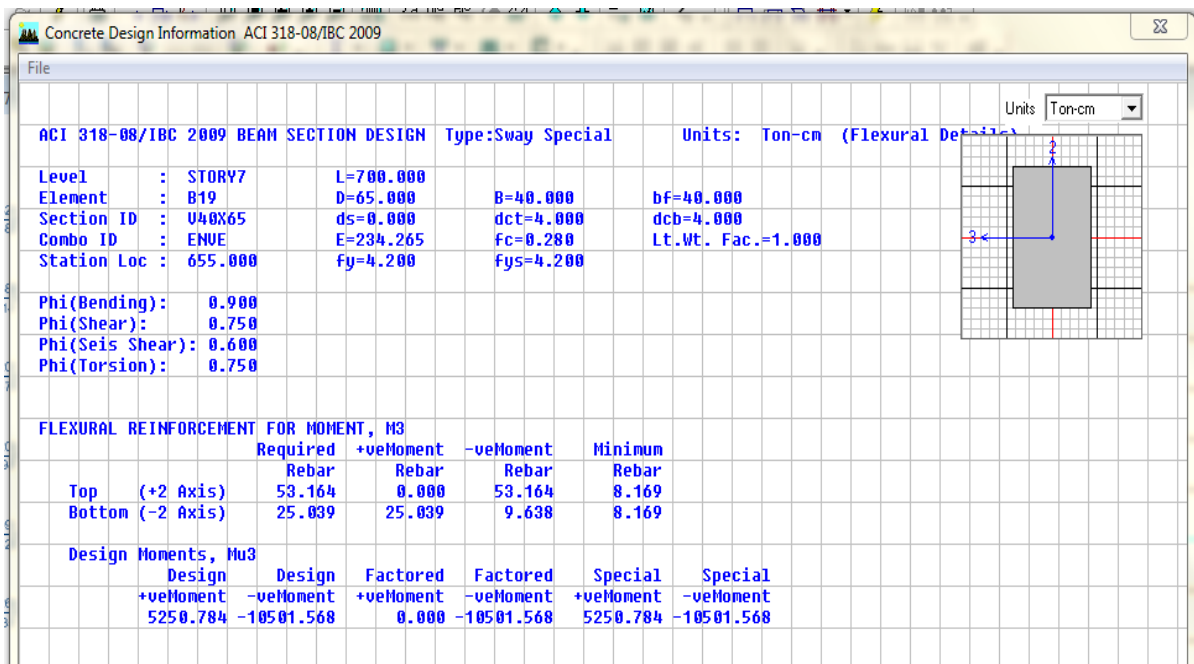 Concrete Design Information ACI 318-08/IBC 2009
File
Units Ton-cm
ACI 318-08/IBC 2009 BEAM SECTION DESIGN Type:Sway Special Units: Ton-cm (Flexural Details)
2
3
Level : STORY7 L=700.000
Element : B19 D=65.000 B=40.000 bf=40.000
Section ID : V40X65 ds=0.000 dct=4.000 dcb=4.000
Combo ID : ENVE E=234.265 fc=0.280 Lt.Wt. Fac.=1.000
Station Loc : 655.000 fy=4.200 fys=4.200
Phi(Bending): 0.900
Phi(Shear): 0.750
Phi(Seis Shear): 0.600
Phi(Torsion): 0.750
FLEXURAL REINFORCEMENT FOR MOMENT, M3
Required +veMoment -veMoment Minimum
Rebar Rebar Rebar Rebar
Top (+2 Axis) 53.164 0.000 53.164 8.169
Bottom (-2 Axis) 25.039 25.039 9.638 8.169
Design Moments, Mu3
Design Design Factored Factored Special Special
+veMoment -veMoment +veMoment -veMoment +veMoment -veMoment
5250.784 -10501.568 0.000 -10501.568 5250.784 -10501.568